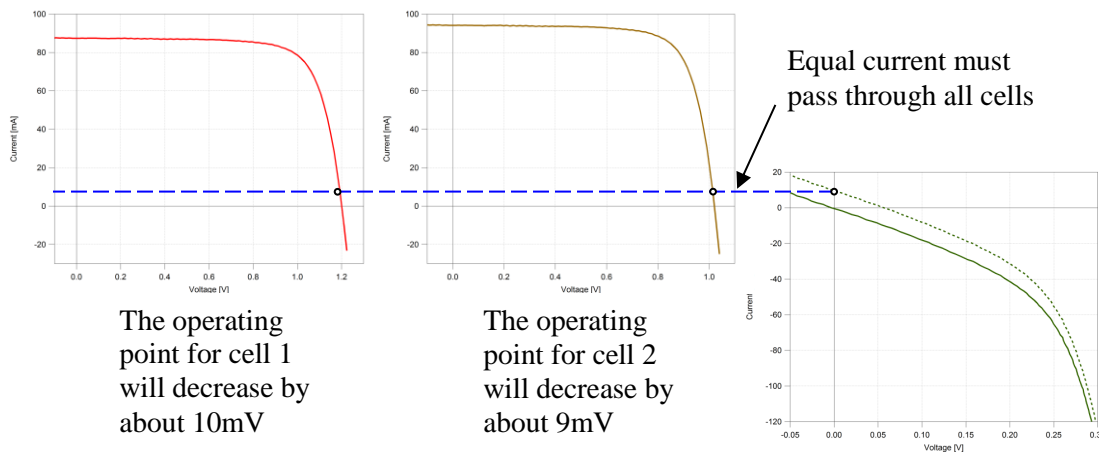 100
80
60
40
20
0
-20
Current [mA]
0.0 0.2 0.4 0.6 0.8 1.0 1.2
Voltage [V]
100
80
60
40
20
0
-20
Current [mA]
0.0 0.2 0.4 0.6 0.8 1.0
Voltage [V]
Equal current must
pass through all cells
20
0
-20
-40
-60
-80
-100
-120
Current
-0.05 0.00 0.05 0.10 0.15 0.20 0.25 0.3
Voltage [V]
The operating
point for cell 1
will decrease by
about 10mV
The operating
point for cell 2
will decrease by
about 9mV